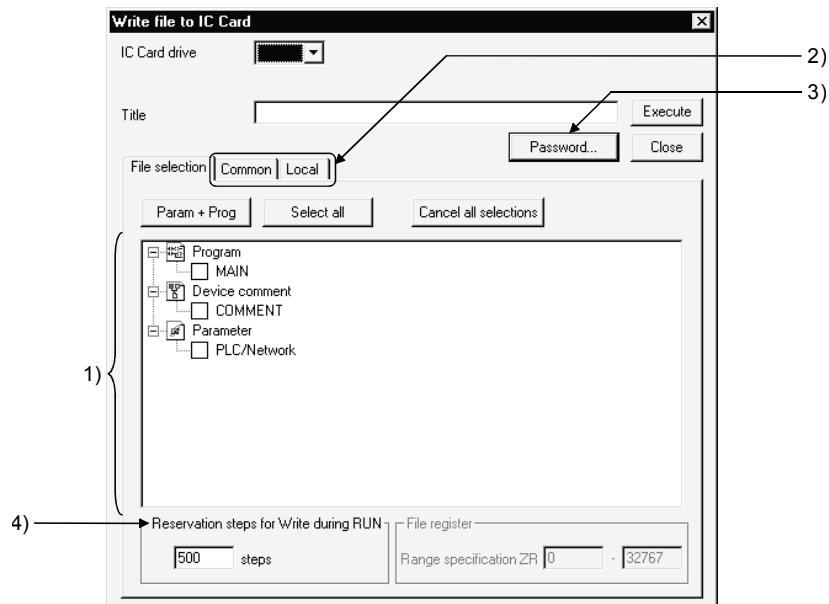 Write file to IC Card
IC Card drive
2)
3)
Title
Execute
Password...
Close
File selection Common Local
Param + Prog Select all Cancel all selections
Program
MAIN
Device comment
COMMENT
Parameter
PLC/Network
1)
4)
Reservation steps for Write during RUN
File register
500 steps
Range specification ZR 0 - 32767